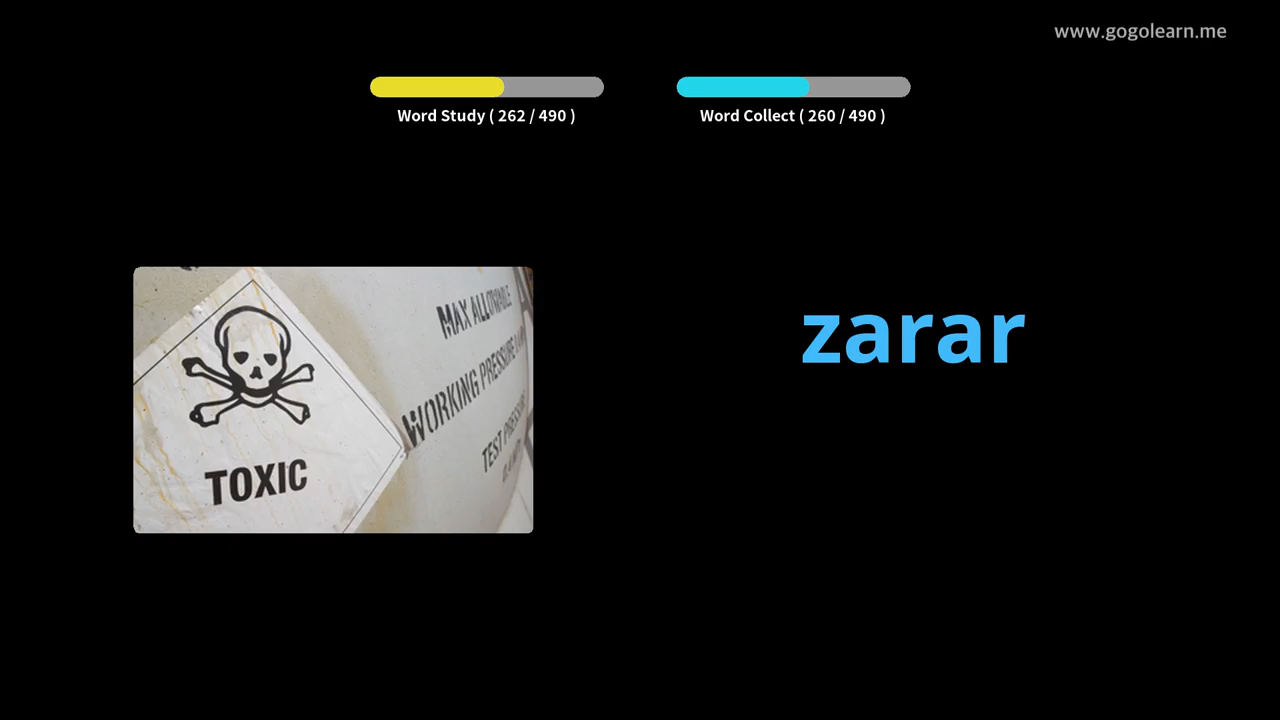 www.gogolearn.me
Word Study ( 262 / 490 )
Word Collect ( 260 / 490 )
zarar
MAX ALLOWABLE
WORKING PRESSURE
TEST PRESSURE
TOXIC